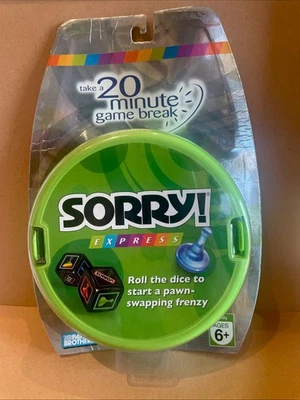 take a 20
minute
game break
SORRY!
EXPRESS
Roll the dice to
start a pawn-
swapping frenzy
AGES
6+